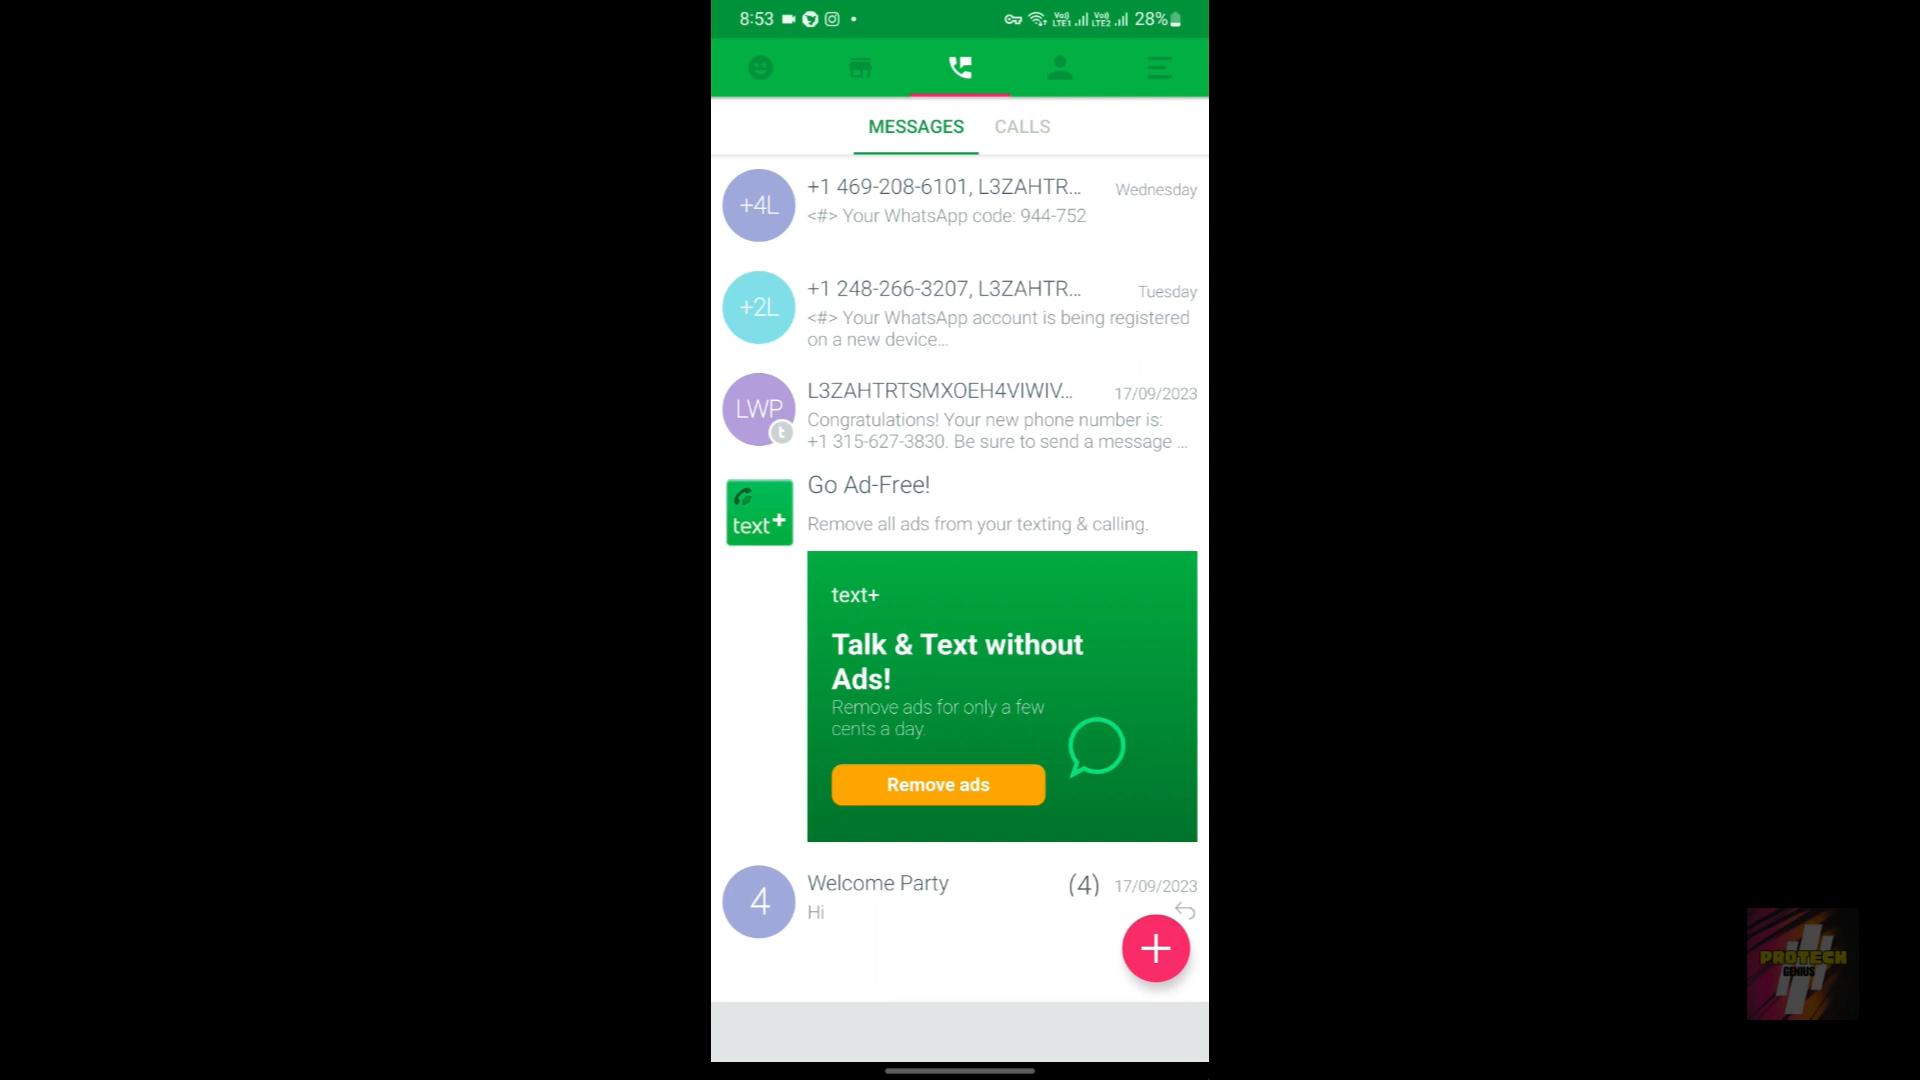 8:53
VoI) LTE1 VoI) LTE2 28%
MESSAGES CALLS
+4L
+1 469-208-6101, L3ZAHTR... Wednesday
<#> Your WhatsApp code: 944-752
+2L
+1 248-266-3207, L3ZAHTR... Tuesday
<#> Your WhatsApp account is being registered
on a new device...
LWP
t
L3ZAHTRTSMXOEH4VIWIV... 17/09/2023
Congratulations! Your new phone number is:
+1 315-627-3830. Be sure to send a message ...
Go Ad-Free!
text+
Remove all ads from your texting & calling.
text+
Talk & Text without
Ads!
Remove ads for only a few
cents a day.
Remove ads
4
Welcome Party (4) 17/09/2023
Hi
PROTECH
GENIUS